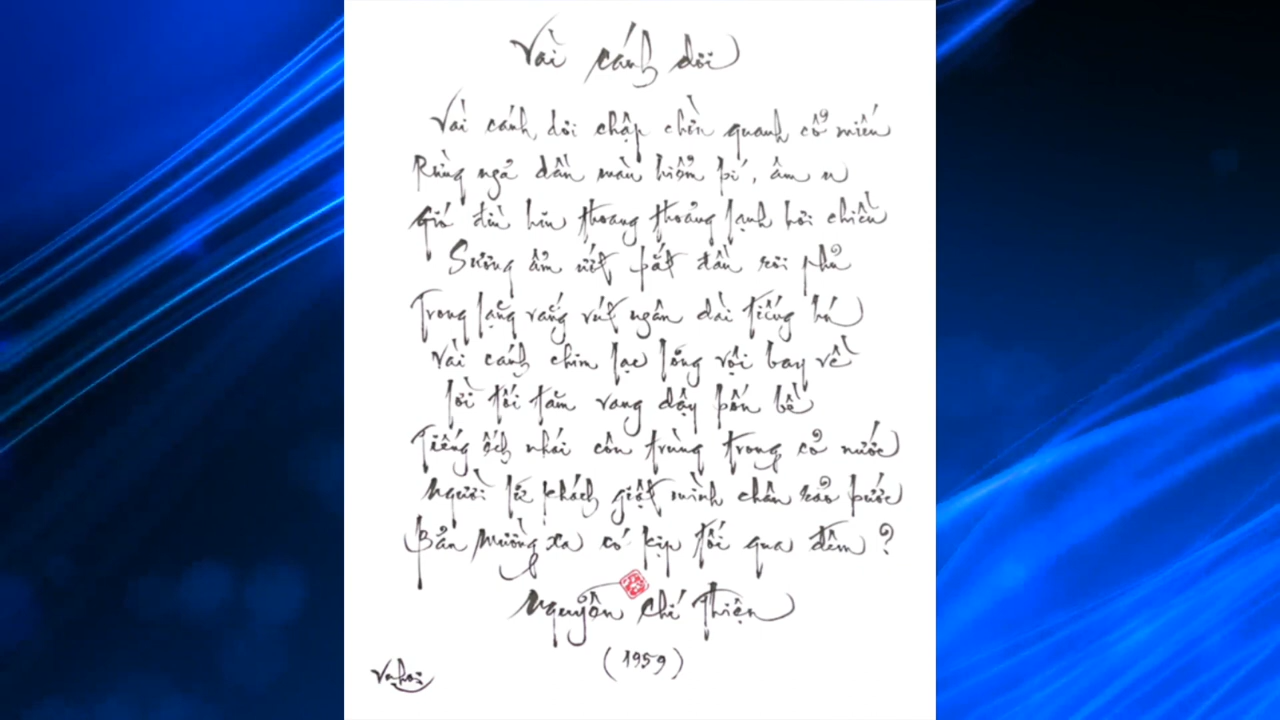 Vài cánh dơi
Vài cánh dơi chập chờn quanh cổ miếu
Rừng ngả dần màu hiểm bí, âm u
Gió đìu hiu thoang thoảng lạnh hơi chiều
Sương ẩm ướt bắt đầu rơi phủ
Trong lạnh vắng vút ngân dài tiếng hú
Vài cánh chim lạc lõng vội bay về
Lời tối tăm vang dậy bốn bề
Tiếng ếch nhái côn trùng trong cỏ nước
Người lữ khách giật mình chân rảo bước
Bản Mường xa có kịp tối qua đêm ?
Nguyễn Chí Thiện
(1959)